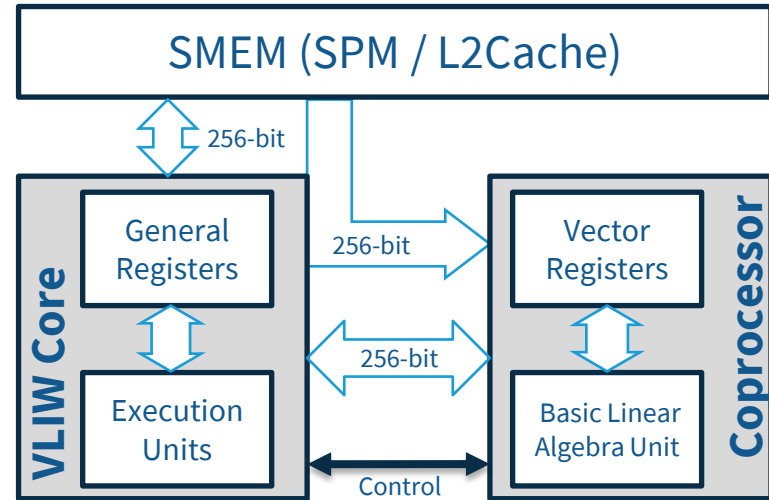 SMEM (SPM / L2Cache)
256-bit
VLIW Core
General
Registers
256-bit
Vector
Registers
Coprocessor
256-bit
Execution
Units
Basic Linear
Algebra Unit
Control